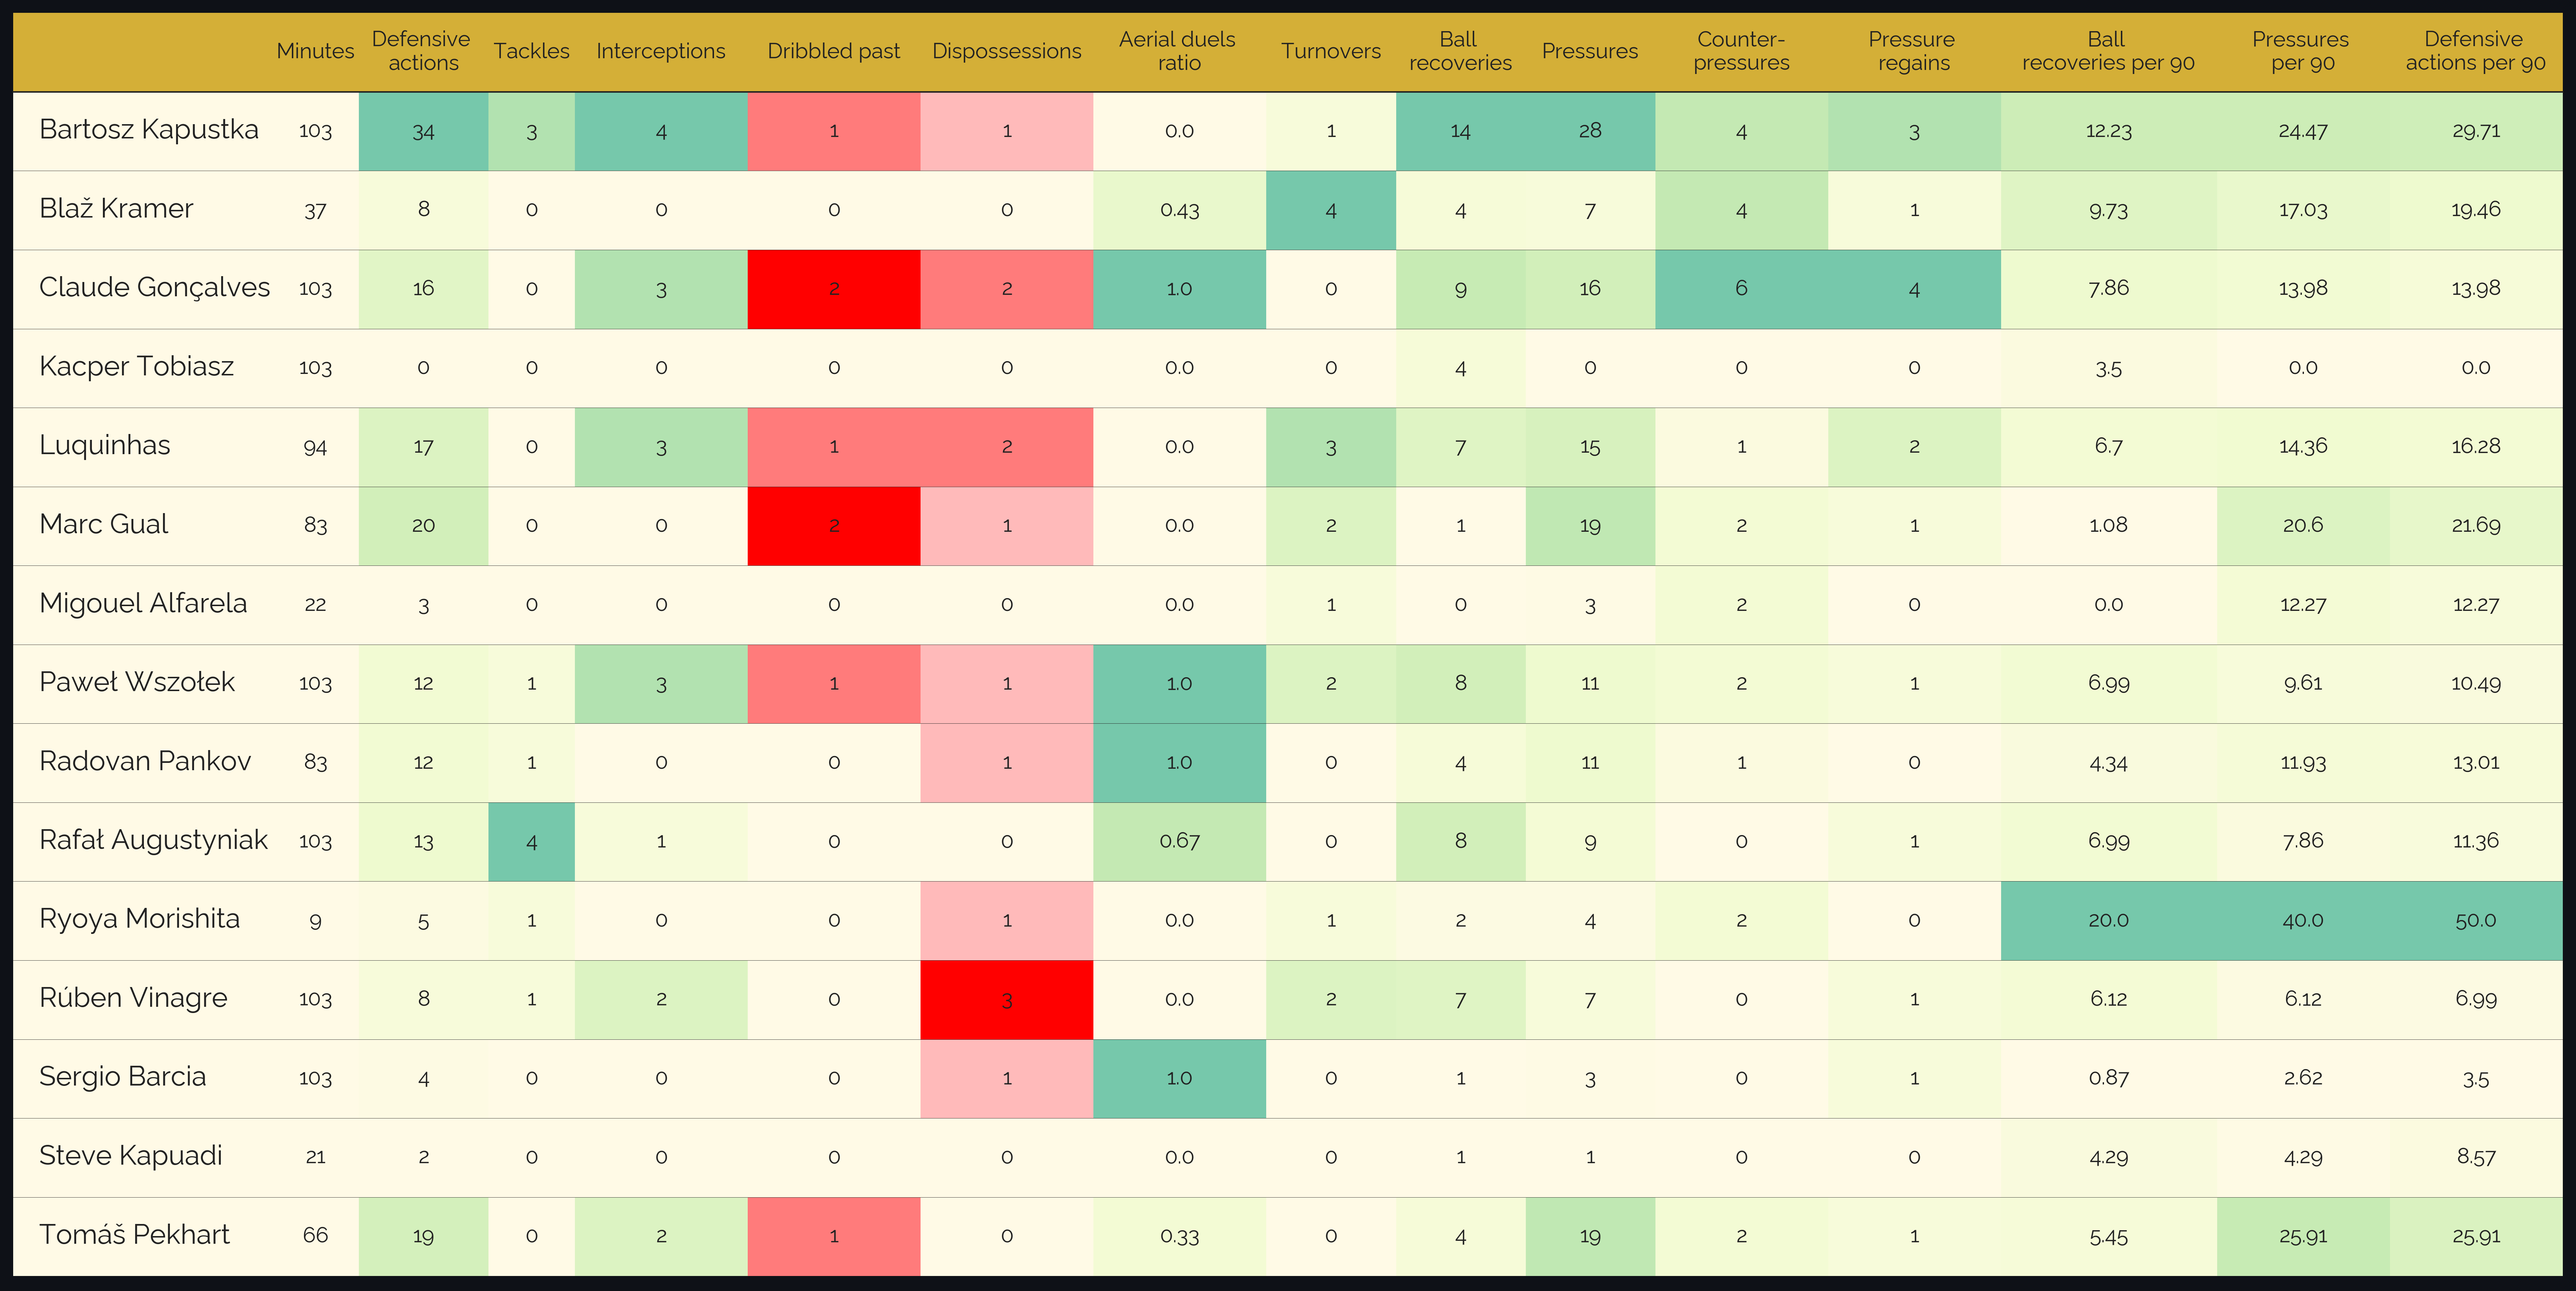 Minutes Defensive actions Tackles Interceptions Dribbled past Dispossessions Aerial duels ratio Turnovers Ball recoveries Pressures Counter-pressures Pressure regains Ball recoveries per 90 Pressures per 90 Defensive actions per 90
Bartosz Kapustka 103 34 3 4 1 1 0.0 1 14 28 4 3 12.23 24.47 29.71
Blaž Kramer 37 8 0 0 0 0 0.43 4 4 7 4 1 9.73 17.03 19.46
Claude Gonçalves 103 16 0 3 2 2 1.0 0 9 16 6 4 7.86 13.98 13.98
Kacper Tobiasz 103 0 0 0 0 0 0.0 0 4 0 0 0 3.5 0.0 0.0
Luquinhas 94 17 0 3 1 2 0.0 3 7 15 1 2 6.7 14.36 16.28
Marc Gual 83 20 0 0 2 1 0.0 2 1 19 2 1 1.08 20.6 21.69
Migouel Alfarela 22 3 0 0 0 0 0.0 1 0 3 2 0 0.0 12.27 12.27
Paweł Wszołek 103 12 1 3 1 1 1.0 2 8 11 2 1 6.99 9.61 10.49
Radovan Pankov 83 12 1 0 0 1 1.0 0 4 11 1 0 4.34 11.93 13.01
Rafał Augustyniak 103 13 4 1 0 0 0.67 0 8 9 0 1 6.99 7.86 11.36
Ryoya Morishita 9 5 1 0 0 1 0.0 1 2 4 2 0 20.0 40.0 50.0
Rúben Vinagre 103 8 1 2 0 3 0.0 2 7 7 0 1 6.12 6.12 6.99
Sergio Barcia 103 4 0 0 0 1 1.0 0 1 3 0 1 0.87 2.62 3.5
Steve Kapuadi 21 2 0 0 0 0 0.0 0 1 1 0 0 4.29 4.29 8.57
Tomáš Pekhart 66 19 0 2 1 0 0.33 0 4 19 2 1 5.45 25.91 25.91